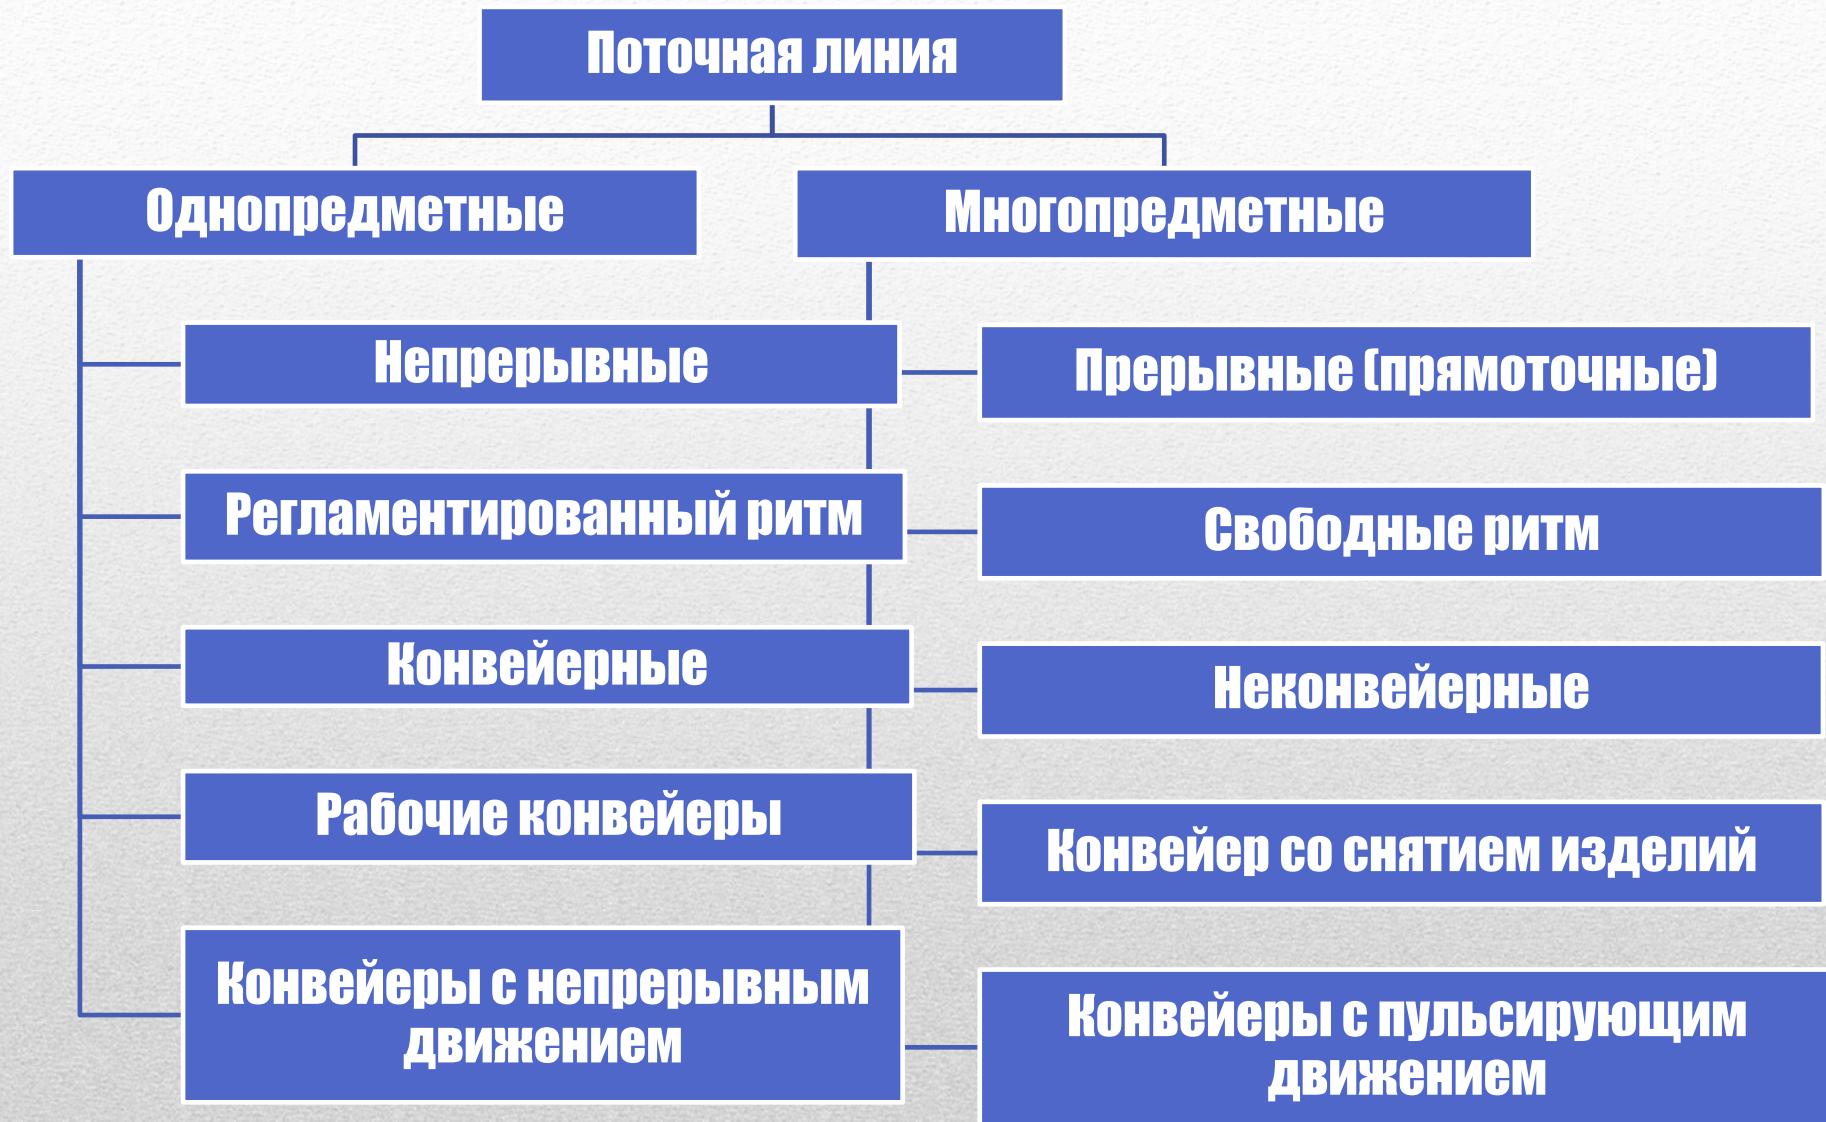 Поточная линия
Однопредметные
Многопредметные
Непрерывные
Прерывные (прямоточные)
Регламентированный ритм
Свободные ритм
Конвейерные
Неконвейерные
Рабочие конвейеры
Конвейер со снятием изделий
Конвейеры с непрерывным
движением
Конвейеры с пульсирующим
движением